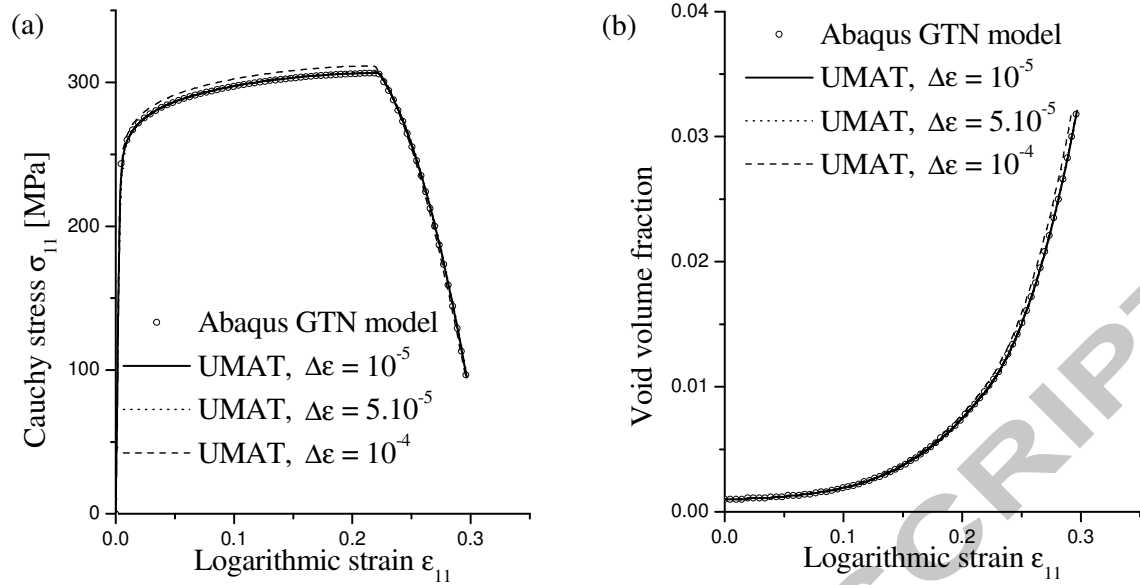 (a)
300
200
100
0
0.0 0.1 0.2 0.3
Cauchy stress σ₁₁ [MPa]
Logarithmic strain ε₁₁
Abaqus GTN model
UMAT, Δε = 10⁻⁵
UMAT, Δε = 5.10⁻⁵
UMAT, Δε = 10⁻⁴
(b)
0.04
0.03
0.02
0.01
0.00
0.0 0.1 0.2 0.3
Void volume fraction
Logarithmic strain ε₁₁
Abaqus GTN model
UMAT, Δε = 10⁻⁵
UMAT, Δε = 5.10⁻⁵
UMAT, Δε = 10⁻⁴